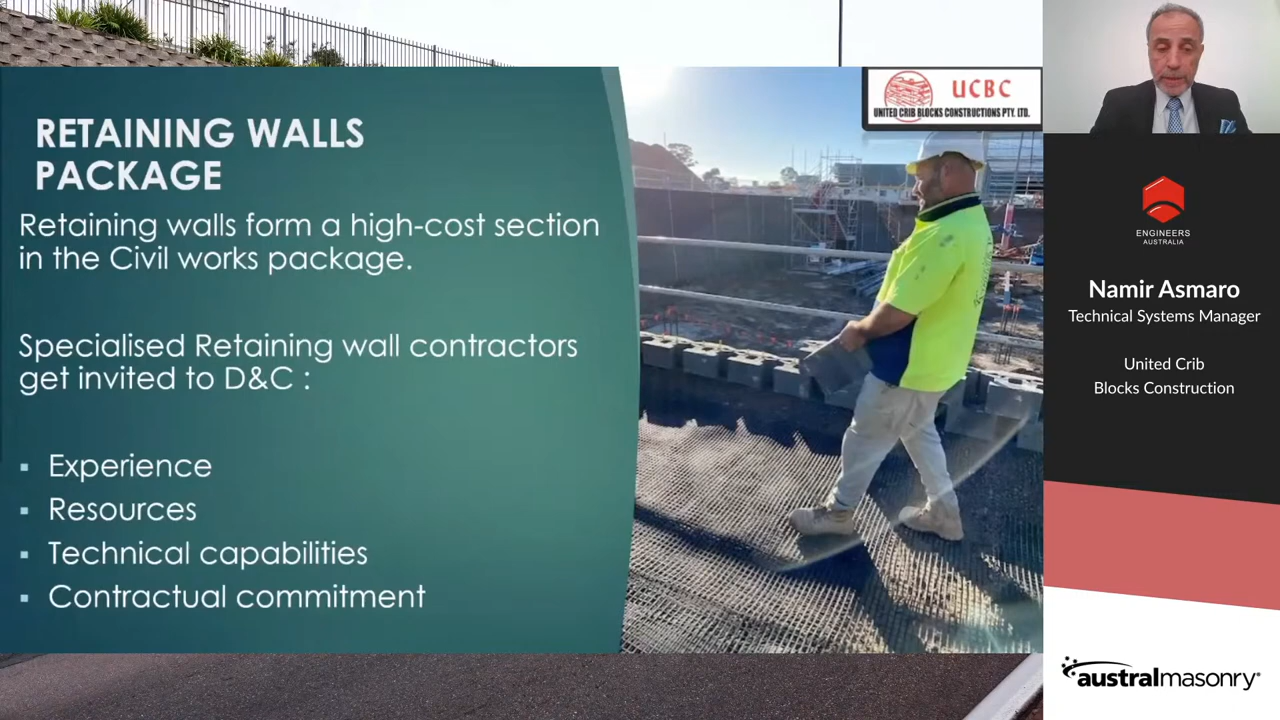 RETAINING WALLS
PACKAGE
Retaining walls form a high-cost section
in the Civil works package.
Specialised Retaining wall contractors
get invited to D&C :
▪ Experience
▪ Resources
▪ Technical capabilities
▪ Contractual commitment
UCBC
UNITED CRIB BLOCKS CONSTRUCTIONS PTY. LTD.
ENGINEERS
AUSTRALIA
Namir Asmaro
Technical Systems Manager
United Crib
Blocks Construction
australmasonry®